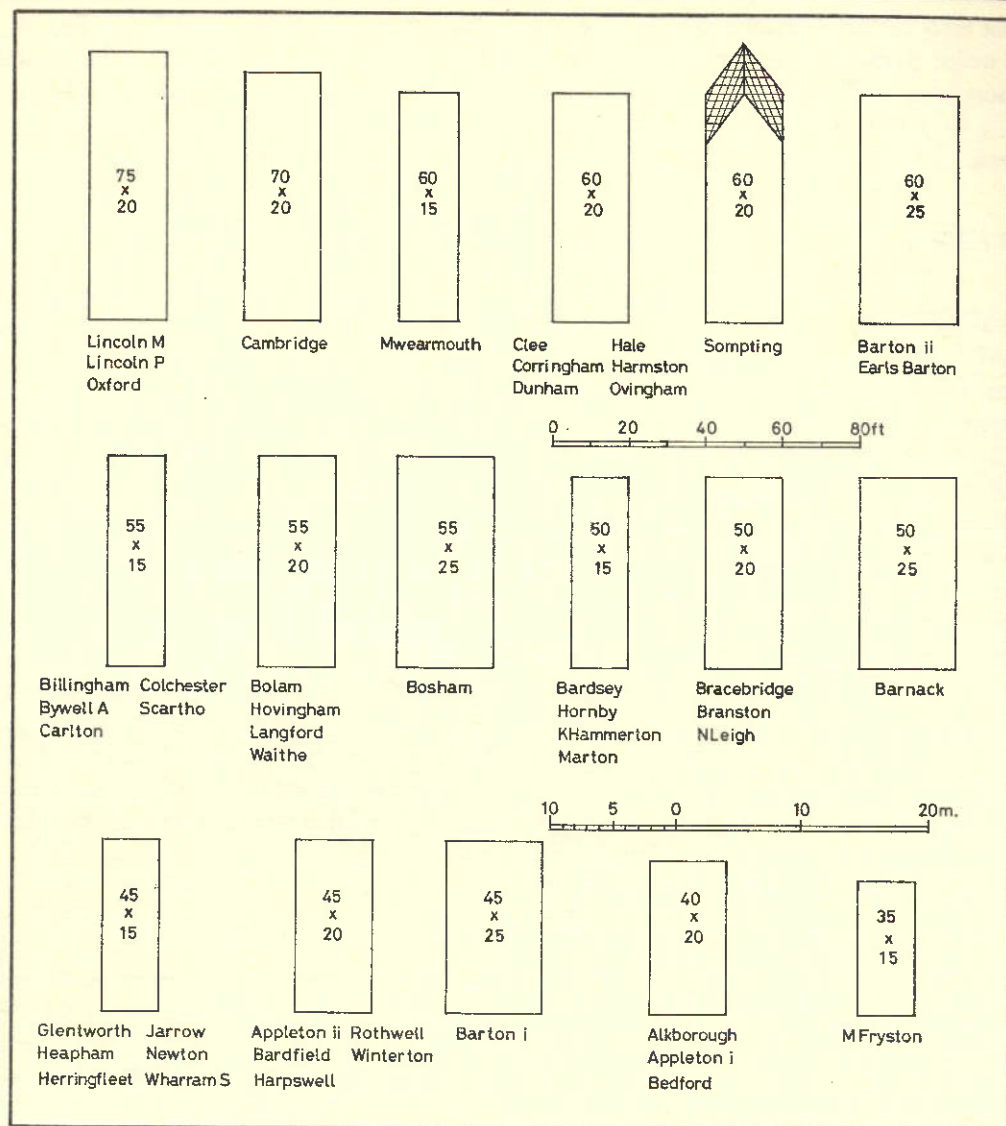 75
x
20
70
x
20
60
x
15
60
x
20
60
x
20
60
x
25
Lincoln M
Lincoln P
Oxford
Cambridge
Mwearmouth
Clee Hale
Corringham Harmston
Dunham Ovingham
Sompting
Barton ii
Earls Barton
0 20 40 60 80ft
55
x
15
55
x
20
55
x
25
50
x
15
50
x
20
50
x
25
Billingham Colchester
Bywell A Scartho
Carlton
Bolam
Hovingham
Langford
Waithe
Bosham
Bardsey
Hornby
KHammerton
Marton
Bracebridge
Branston
NLeigh
Barnack
10 5 0 10 20m.
45
x
15
45
x
20
45
x
25
40
x
20
35
x
15
Glentworth Jarrow
Heapham Newton
Herringfleet Wharram S
Appleton ii Rothwell
Bardfield Winterton
Harpswell
Barton i
Alkborough
Appleton i
Bedford
M Fryston